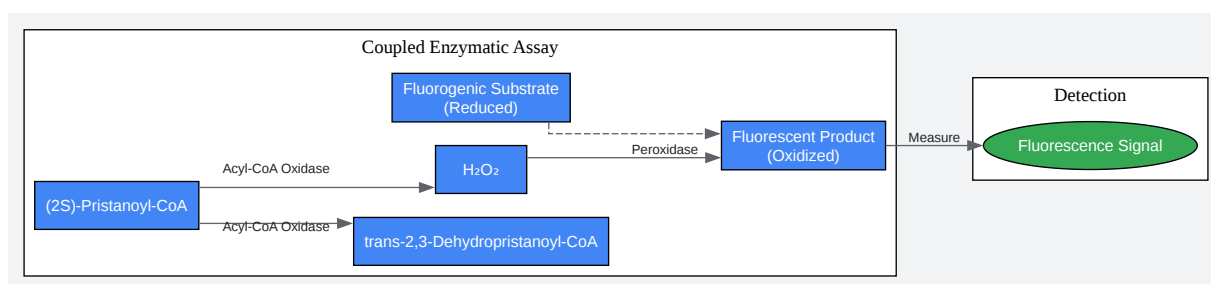 Coupled Enzymatic Assay
Fluorogenic Substrate
(Reduced)
Detection
Fluorescent Product
(Oxidized)
Measure
Fluorescence Signal
Peroxidase
H₂O₂
Acyl-CoA Oxidase
(2S)-Pristanoyl-CoA
Acyl-CoA Oxidase
trans-2,3-Dehydropristanoyl-CoA